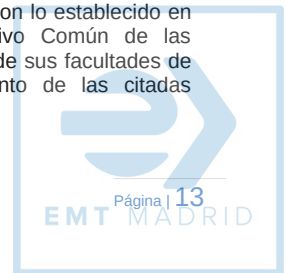 on lo establecido en
ivo Común de las
de sus facultades de
nto de las citadas
Página | 13
EMT MADRID